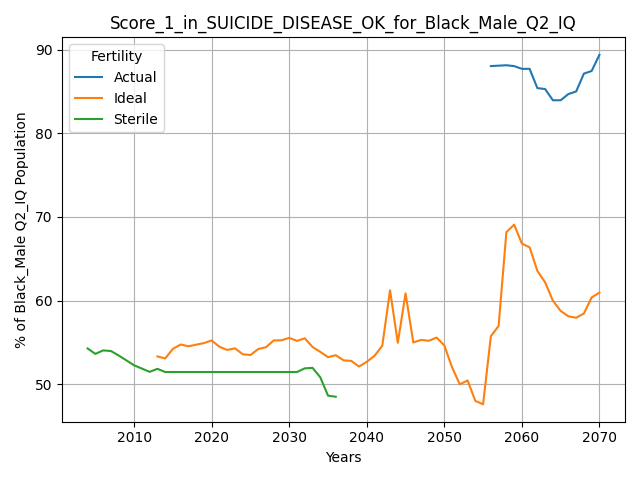 Score_1_in_SUICIDE_DISEASE_OK_for_Black_Male_Q2_IQ
Fertility
Actual
Ideal
Sterile
% of Black_Male Q2_IQ Population
90
80
70
60
50
2010 2020 2030 2040 2050 2060 2070
Years